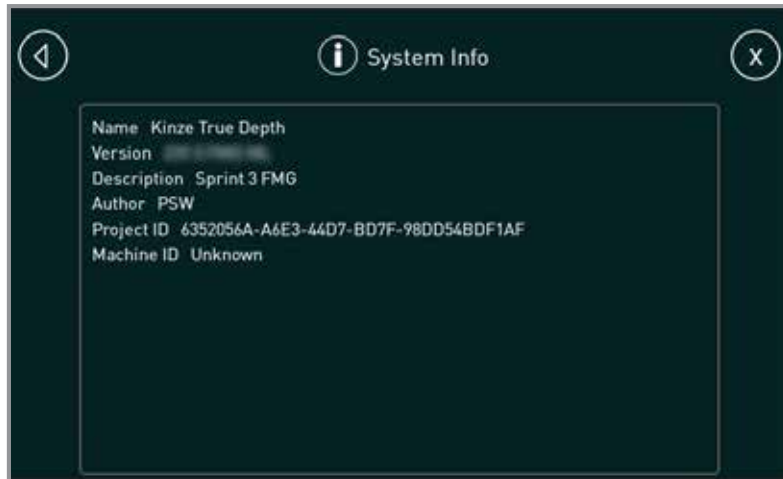 System Info
X
Name Kinze True Depth
Version
Description Sprint 3 FMG
Author PSW
Project ID 6352056A-A6E3-44D7-BD7F-98DD54BDF1AF
Machine ID Unknown